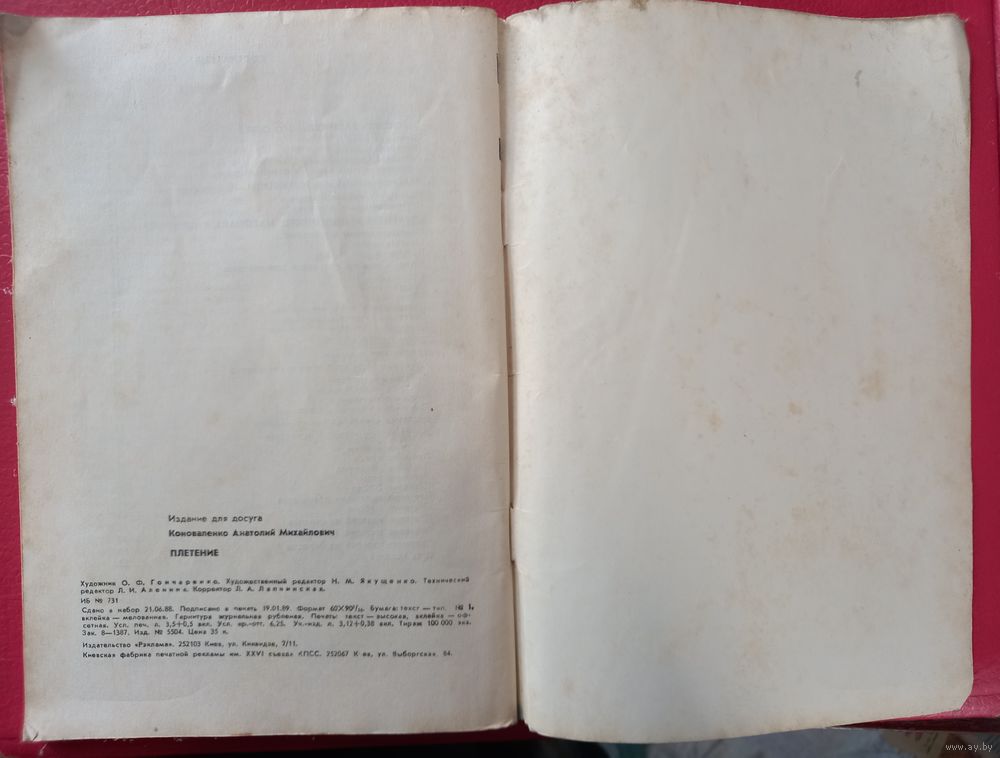 Издание для досуга
Коноваленко Анатолий Михайлович
ПЛЕТЕНИЕ
Художник О. Ф. Гончаренко. Художественный редактор Н. М. Якущенко. Технический
редактор Л. И. Аленина. Корректор Л. А. Лапчинская.
ИБ № 731
Сдано в набор 21.06.88. Подписано в печать 19.01.89. Формат 60X90¹/₁₆. Бумага: текст — тип. № 1,
вклейка — мелованная. Гарнитура журнальная рубленая. Печать: текст — высокая, вклейка — оф-
сетная. Усл. печ. л. 3,5+0,5 вкл. Усл. кр.-отт. 6,25. Уч.-изд. л. 3,12+0,38 вкл. Тираж 100 000 экз.
Зак. 8—1387. Изд. № 5504. Цена 35 к.
Издательство «Реклама». 252103 Киев, ул. Киквидзе, 7/11.
Киевская фабрика печатной рекламы им. XXVI съезда КПСС. 252067 Киев, ул. Выборгская, 84.
www.ay.by